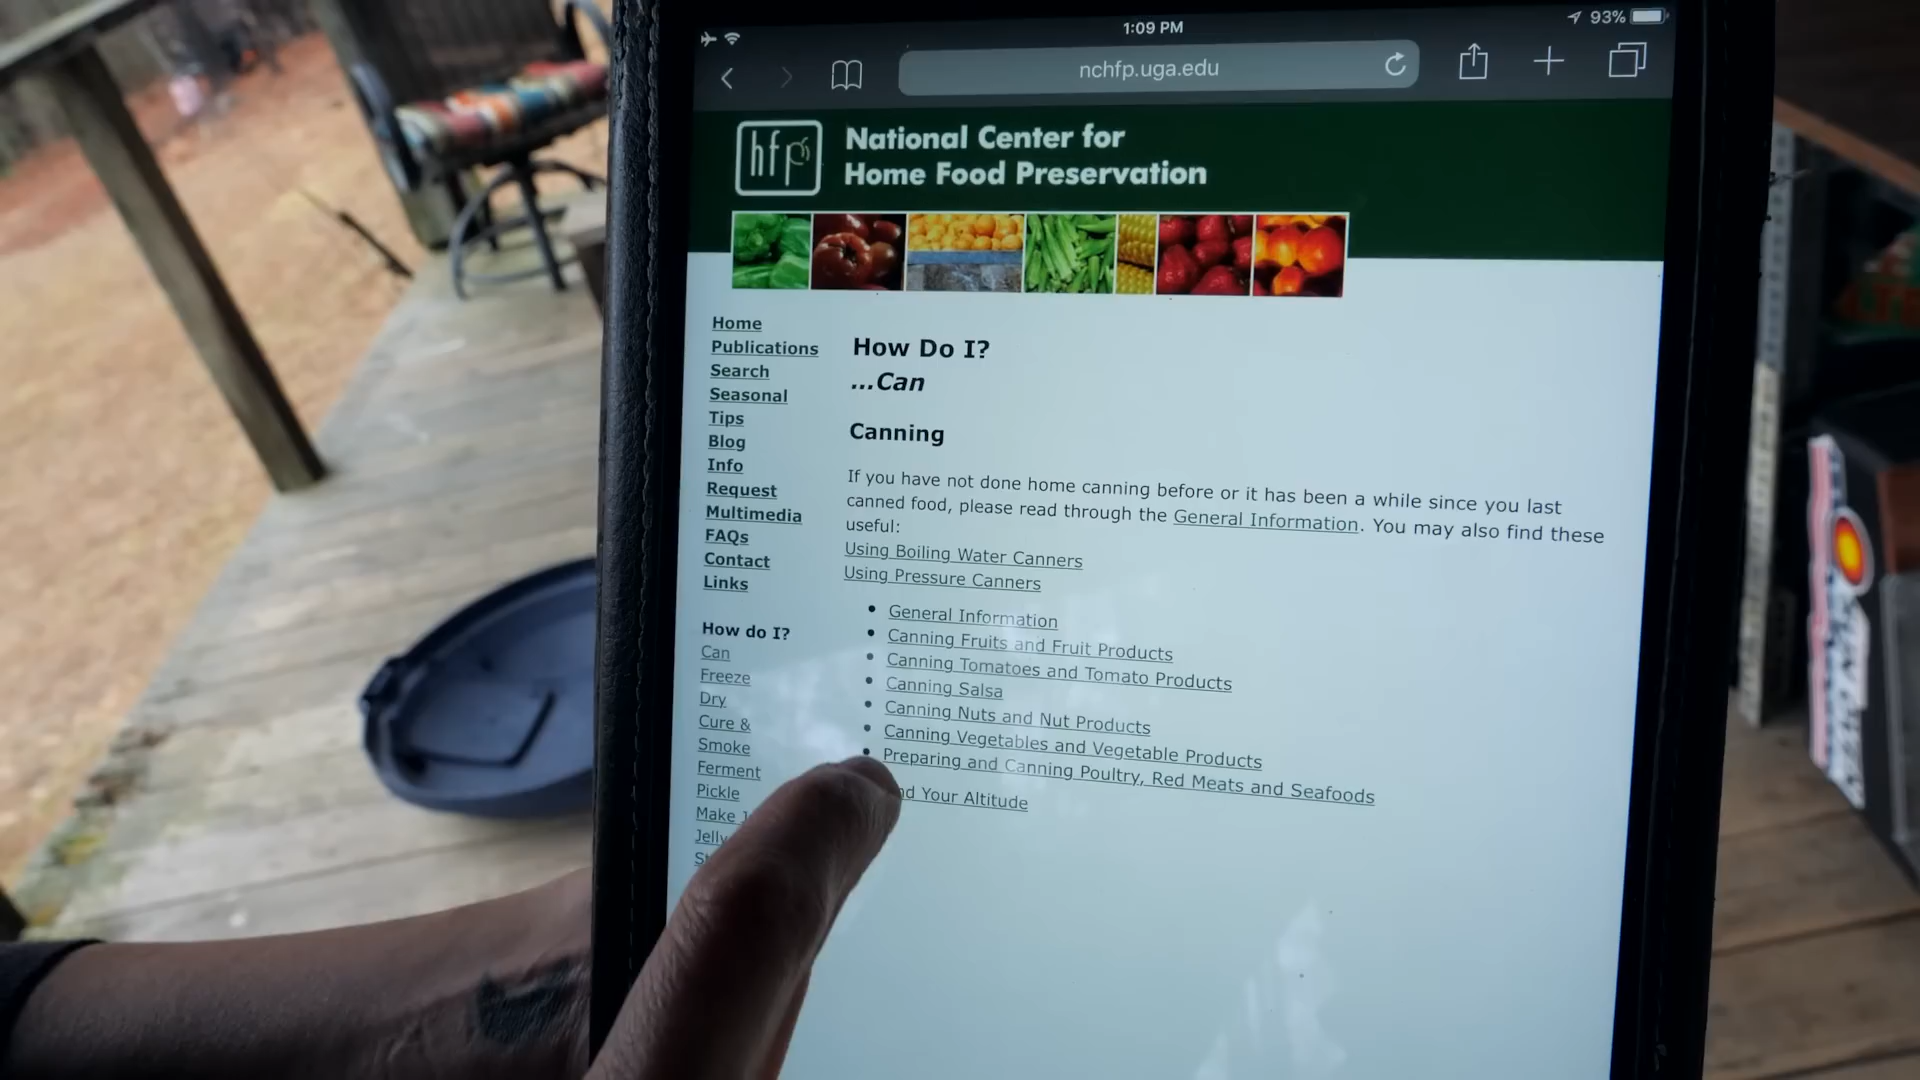 1:09 PM
93%
nchfp.uga.edu
hfp
National Center for
Home Food Preservation
Home
Publications
Search
Seasonal
Tips
Blog
Info
Request
Multimedia
FAQs
Contact
Links
How do I?
Can
Freeze
Dry
Cure &
Smoke
Ferment
Pickle
Make
Jelly
How Do I?
...Can
Canning
If you have not done home canning before or it has been a while since you last
canned food, please read through the General Information. You may also find these
useful:
Using Boiling Water Canners
Using Pressure Canners
General Information
Canning Fruits and Fruit Products
Canning Tomatoes and Tomato Products
Canning Salsa
Canning Nuts and Nut Products
Canning Vegetables and Vegetable Products
Preparing and Canning Poultry, Red Meats and Seafoods
Your Altitude